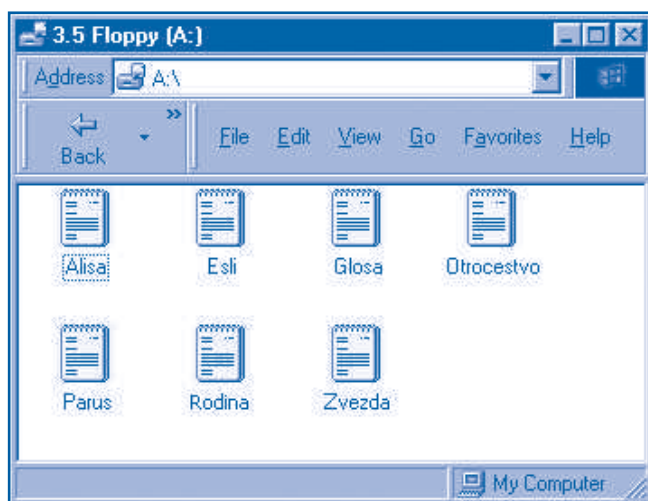 3.5 Floppy (A:)
Address A:\
Back » File Edit View Go Favorites Help
Alisa Esli Glosa Otrocestvo
Parus Rodina Zvezda
My Computer